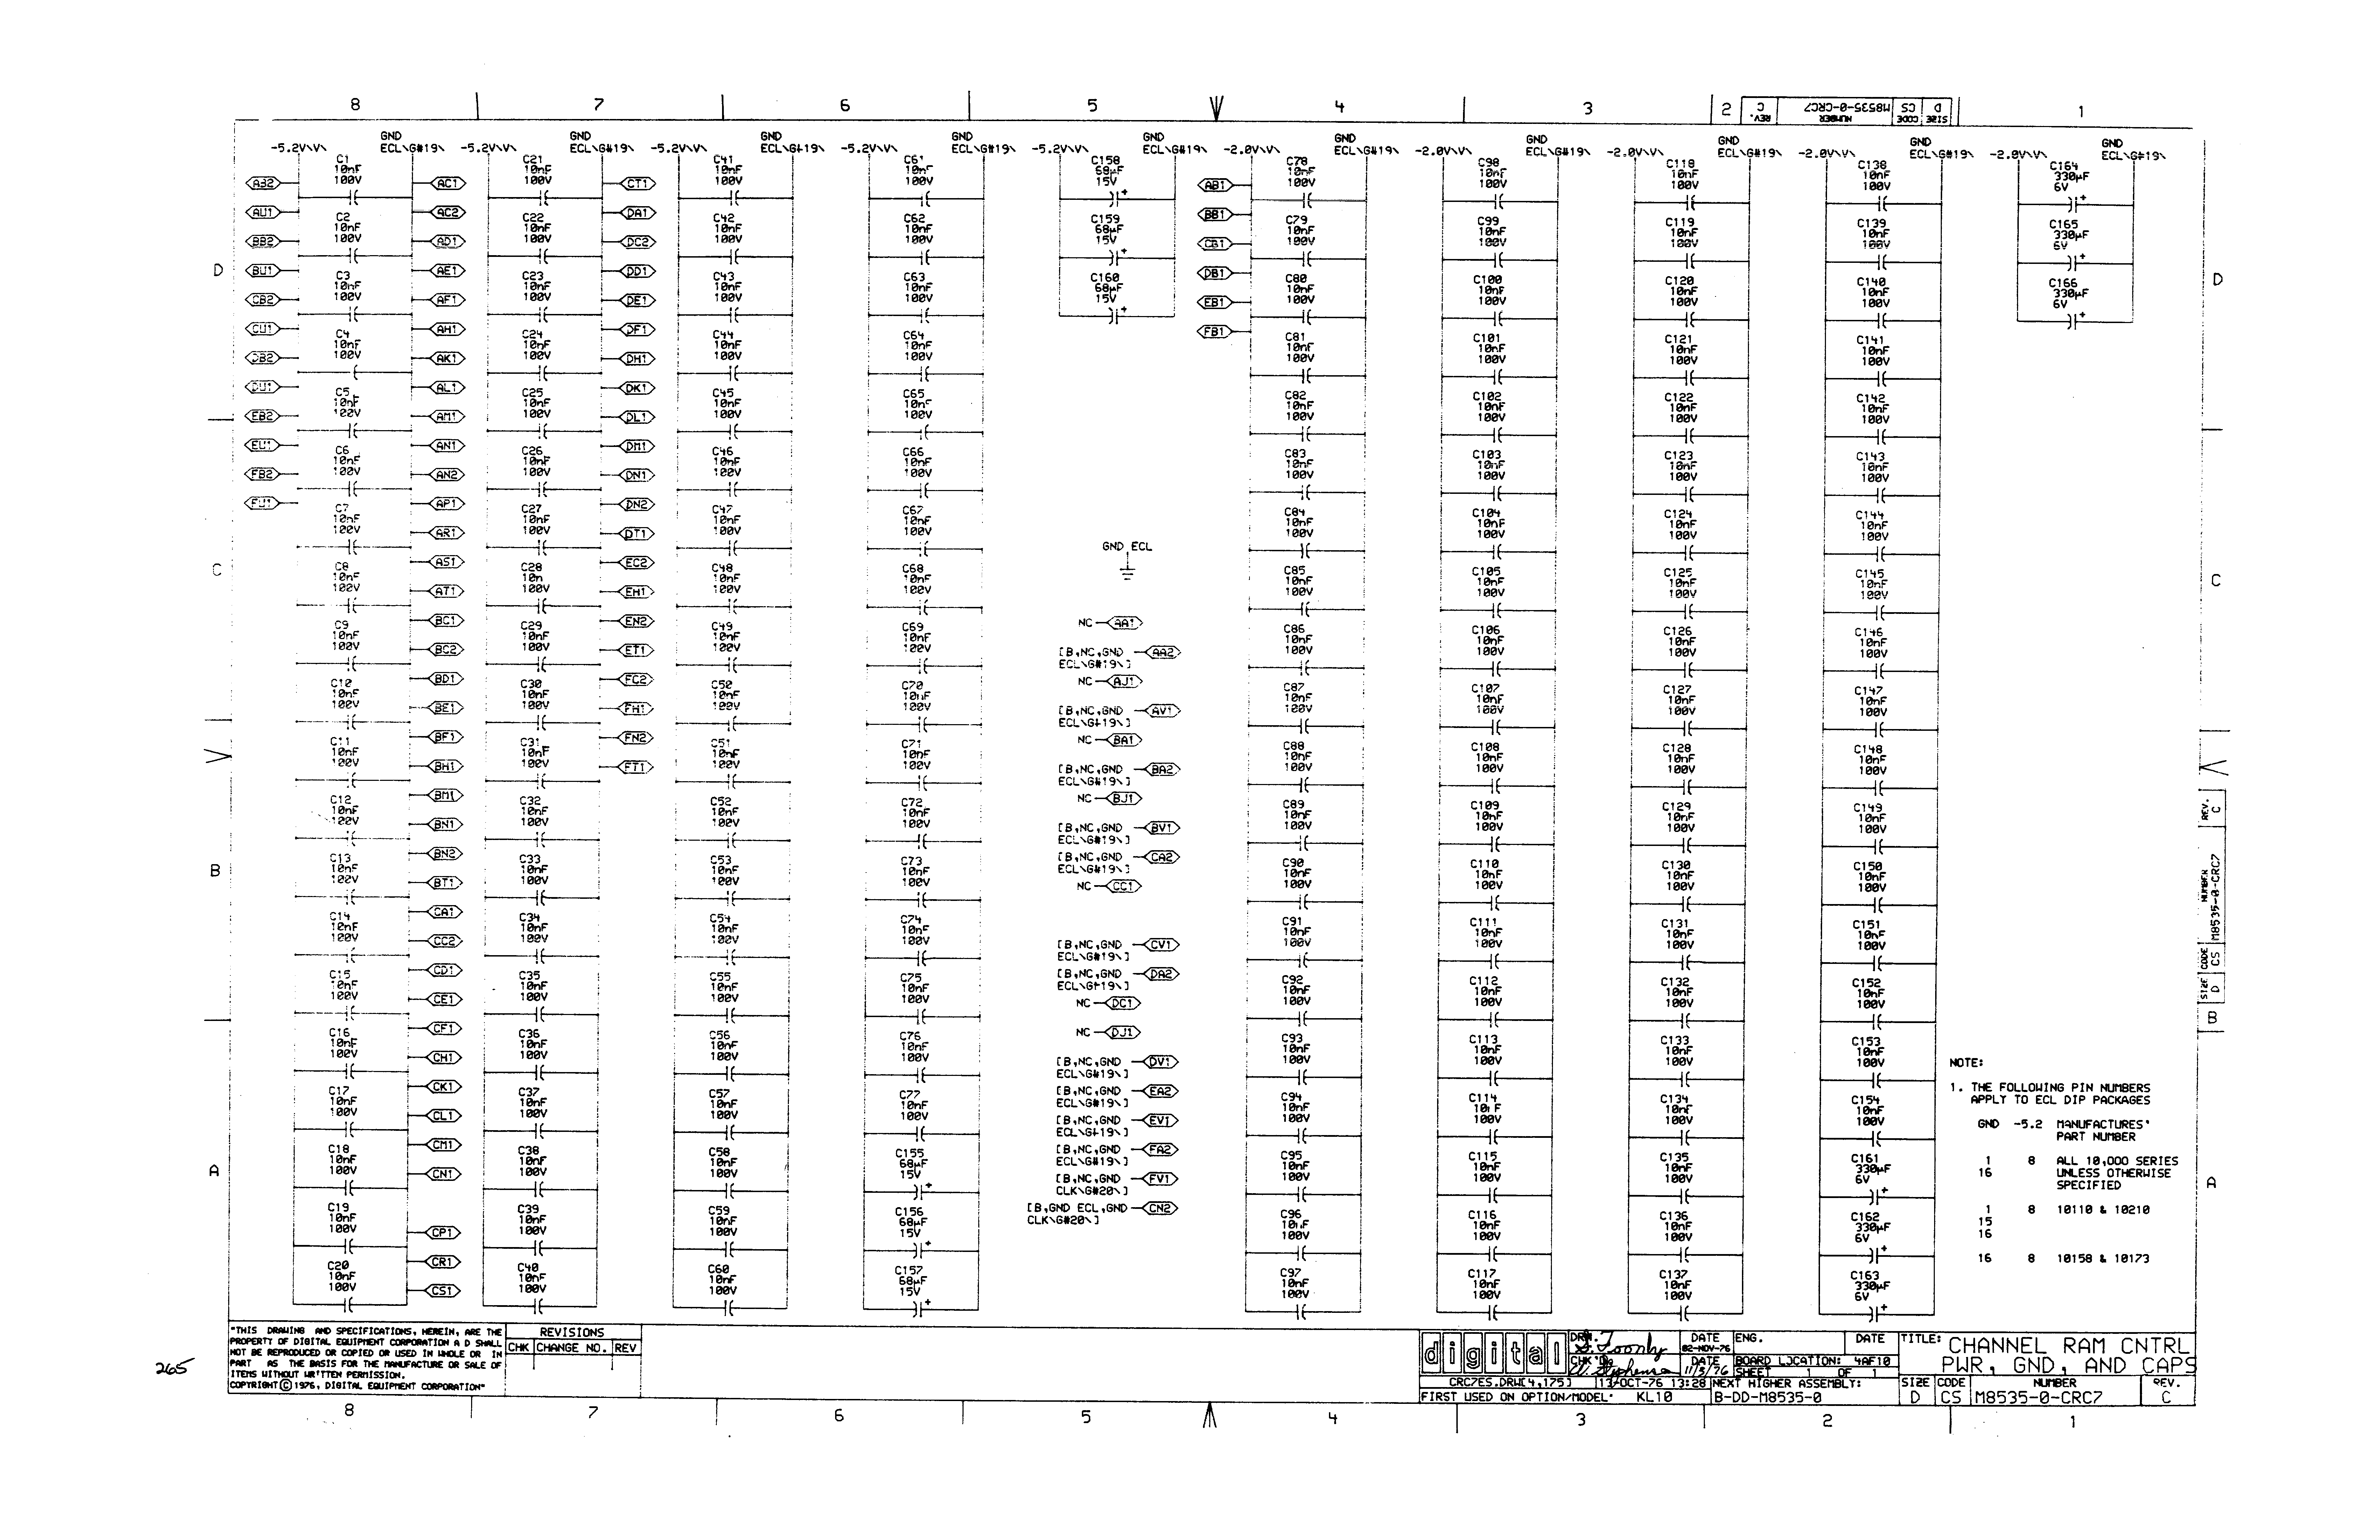 8 7 6 5 4 3 2 1
SIZE CODE NUMBER REV.
D CS M8535-0-CRC7 C
-5.2V\V\
GND
ECL\G#19\
-5.2V\V\
GND
ECL\G#19\
-5.2V\V\
GND
ECL\G#19\
-5.2V\V\
GND
ECL\G#19\
-5.2V\V\
GND
ECL\G#19\
-2.0V\V\
GND
ECL\G#19\
-2.0V\V\
GND
ECL\G#19\
-2.0V\V\
GND
ECL\G#19\
-2.0V\V\
GND
ECL\G#19\
-2.0V\V\
GND
ECL\G#19\
D
C
B
A
AB2
AU1
BB2
BU1
CB2
CU1
DB2
DU1
EB2
EU1
FB2
FU1
C1 10nF 100V
C2 10nF 100V
C3 10nF 100V
C4 10nF 100V
C5 10nF 100V
C6 10nF 100V
C7 10nF 100V
C8 10nF 100V
C9 10nF 100V
C10 10nF 100V
C11 10nF 100V
C12 10nF 100V
C13 10nF 100V
C14 10nF 100V
C15 10nF 100V
C16 10nF 100V
C17 10nF 100V
C18 10nF 100V
C19 10nF 100V
C20 10nF 100V
AC1
AC2
AD1
AE1
AF1
AH1
AK1
AL1
AM1
AN1
AN2
AP1
AR1
AS1
AT1
BC1
BC2
BD1
BE1
BF1
BH1
BM1
BN1
BN2
BT1
CA1
CC2
CD1
CE1
CF1
CH1
CK1
CL1
CM1
CN1
CP1
CR1
CS1
C21 10nF 100V
C22 10nF 100V
C23 10nF 100V
C24 10nF 100V
C25 10nF 100V
C26 10nF 100V
C27 10nF 100V
C28 10n 100V
C29 10nF 100V
C30 10nF 100V
C31 10nF 100V
C32 10nF 100V
C33 10nF 100V
C34 10nF 100V
C35 10nF 100V
C36 10nF 100V
C37 10nF 100V
C38 10nF 100V
C39 10nF 100V
C40 10nF 100V
CT1
DA1
DC2
DD1
DE1
DF1
DH1
DK1
DL1
DM1
DN1
DN2
DT1
EC2
EH1
EN2
ET1
FC2
FH1
FN2
FT1
C41 10nF 100V
C42 10nF 100V
C43 10nF 100V
C44 10nF 100V
C45 10nF 100V
C46 10nF 100V
C47 10nF 100V
C48 10nF 100V
C49 10nF 100V
C50 10nF 100V
C51 10nF 100V
C52 10nF 100V
C53 10nF 100V
C54 10nF 100V
C55 10nF 100V
C56 10nF 100V
C57 10nF 100V
C58 10nF 100V
C59 10nF 100V
C60 10nF 100V
C61 10nF 100V
C62 10nF 100V
C63 10nF 100V
C64 10nF 100V
C65 10nF 100V
C66 10nF 100V
C67 10nF 100V
C68 10nF 100V
C69 10nF 100V
C70 10nF 100V
C71 10nF 100V
C72 10nF 100V
C73 10nF 100V
C74 10nF 100V
C75 10nF 100V
C76 10nF 100V
C77 10nF 100V
C155 68µF 15V +
C156 68µF 15V +
C157 68µF 15V +
C158 68µF 15V +
C159 68µF 15V +
C160 68µF 15V +
GND ECL
NC AA1
[B,NC,GND AA2
ECL\G#19\]
NC AJ1
[B,NC,GND AV1
ECL\G#19\]
NC BA1
[B,NC,GND BA2
ECL\G#19\]
NC BJ1
[B,NC,GND BV1
ECL\G#19\]
[B,NC,GND CA2
ECL\G#19\]
NC CC1
[B,NC,GND CV1
ECL\G#19\]
[B,NC,GND DA2
ECL\G#19\]
NC DC1
NC DJ1
[B,NC,GND DV1
ECL\G#19\]
[B,NC,GND EA2
ECL\G#19\]
[B,NC,GND EV1
ECL\G#19\]
[B,NC,GND FA2
ECL\G#19\]
[B,NC,GND FV1
CLK\G#20\]
[B,GND ECL,GND CN2
CLK\G#20\]
AB1
BB1
CB1
DB1
EB1
FB1
C78 10nF 100V
C79 10nF 100V
C80 10nF 100V
C81 10nF 100V
C82 10nF 100V
C83 10nF 100V
C84 10nF 100V
C85 10nF 100V
C86 10nF 100V
C87 10nF 100V
C88 10nF 100V
C89 10nF 100V
C90 10nF 100V
C91 10nF 100V
C92 10nF 100V
C93 10nF 100V
C94 10nF 100V
C95 10nF 100V
C96 10nF 100V
C97 10nF 100V
C98 10nF 100V
C99 10nF 100V
C100 10nF 100V
C101 10nF 100V
C102 10nF 100V
C103 10nF 100V
C104 10nF 100V
C105 10nF 100V
C106 10nF 100V
C107 10nF 100V
C108 10nF 100V
C109 10nF 100V
C110 10nF 100V
C111 10nF 100V
C112 10nF 100V
C113 10nF 100V
C114 10nF 100V
C115 10nF 100V
C116 10nF 100V
C117 10nF 100V
C118 10nF 100V
C119 10nF 100V
C120 10nF 100V
C121 10nF 100V
C122 10nF 100V
C123 10nF 100V
C124 10nF 100V
C125 10nF 100V
C126 10nF 100V
C127 10nF 100V
C128 10nF 100V
C129 10nF 100V
C130 10nF 100V
C131 10nF 100V
C132 10nF 100V
C133 10nF 100V
C134 10nF 100V
C135 10nF 100V
C136 10nF 100V
C137 10nF 100V
C138 10nF 100V
C139 10nF 100V
C140 10nF 100V
C141 10nF 100V
C142 10nF 100V
C143 10nF 100V
C144 10nF 100V
C145 10nF 100V
C146 10nF 100V
C147 10nF 100V
C148 10nF 100V
C149 10nF 100V
C150 10nF 100V
C151 10nF 100V
C152 10nF 100V
C153 10nF 100V
C154 10nF 100V
C161 330µF 6V +
C162 330µF 6V +
C163 330µF 6V +
C164 330µF 6V +
C165 330µF 6V +
C166 330µF 6V +
D
C
B
A
SIZE CODE NUMBER REV.
D CS M8535-0-CRC7 C
NOTE:
1. THE FOLLOWING PIN NUMBERS
APPLY TO ECL DIP PACKAGES
GND -5.2 MANUFACTURES'
PART NUMBER
1 8 ALL 10,000 SERIES
16 UNLESS OTHERWISE
SPECIFIED
1 8 10110 & 10210
15
16
16 8 10158 & 10173
"THIS DRAWING AND SPECIFICATIONS, HEREIN, ARE THE
PROPERTY OF DIGITAL EQUIPMENT CORPORATION A D SHALL
NOT BE REPRODUCED OR COPIED OR USED IN WHOLE OR IN
PART AS THE BASIS FOR THE MANUFACTURE OR SALE OF
ITEMS WITHOUT WRITTEN PERMISSION.
COPYRIGHT © 1976, DIGITAL EQUIPMENT CORPORATION"
REVISIONS
CHK CHANGE NO. REV
265
digital
DRN. G. Foonly DATE 02-NOV-76 ENG. DATE
CHK'D DATE 11/3/76
BOARD LOCATION: 4AF10
SHEET 1 OF 1
CRC7ES.DRW[4,175] 13-OCT-76 13:28 NEXT HIGHER ASSEMBLY:
FIRST USED ON OPTION/MODEL: KL10 B-DD-M8535-0
TITLE: CHANNEL RAM CNTRL
PWR, GND, AND CAPS
SIZE CODE NUMBER REV.
D CS M8535-0-CRC7 C
8 7 6 5 4 3 2 1